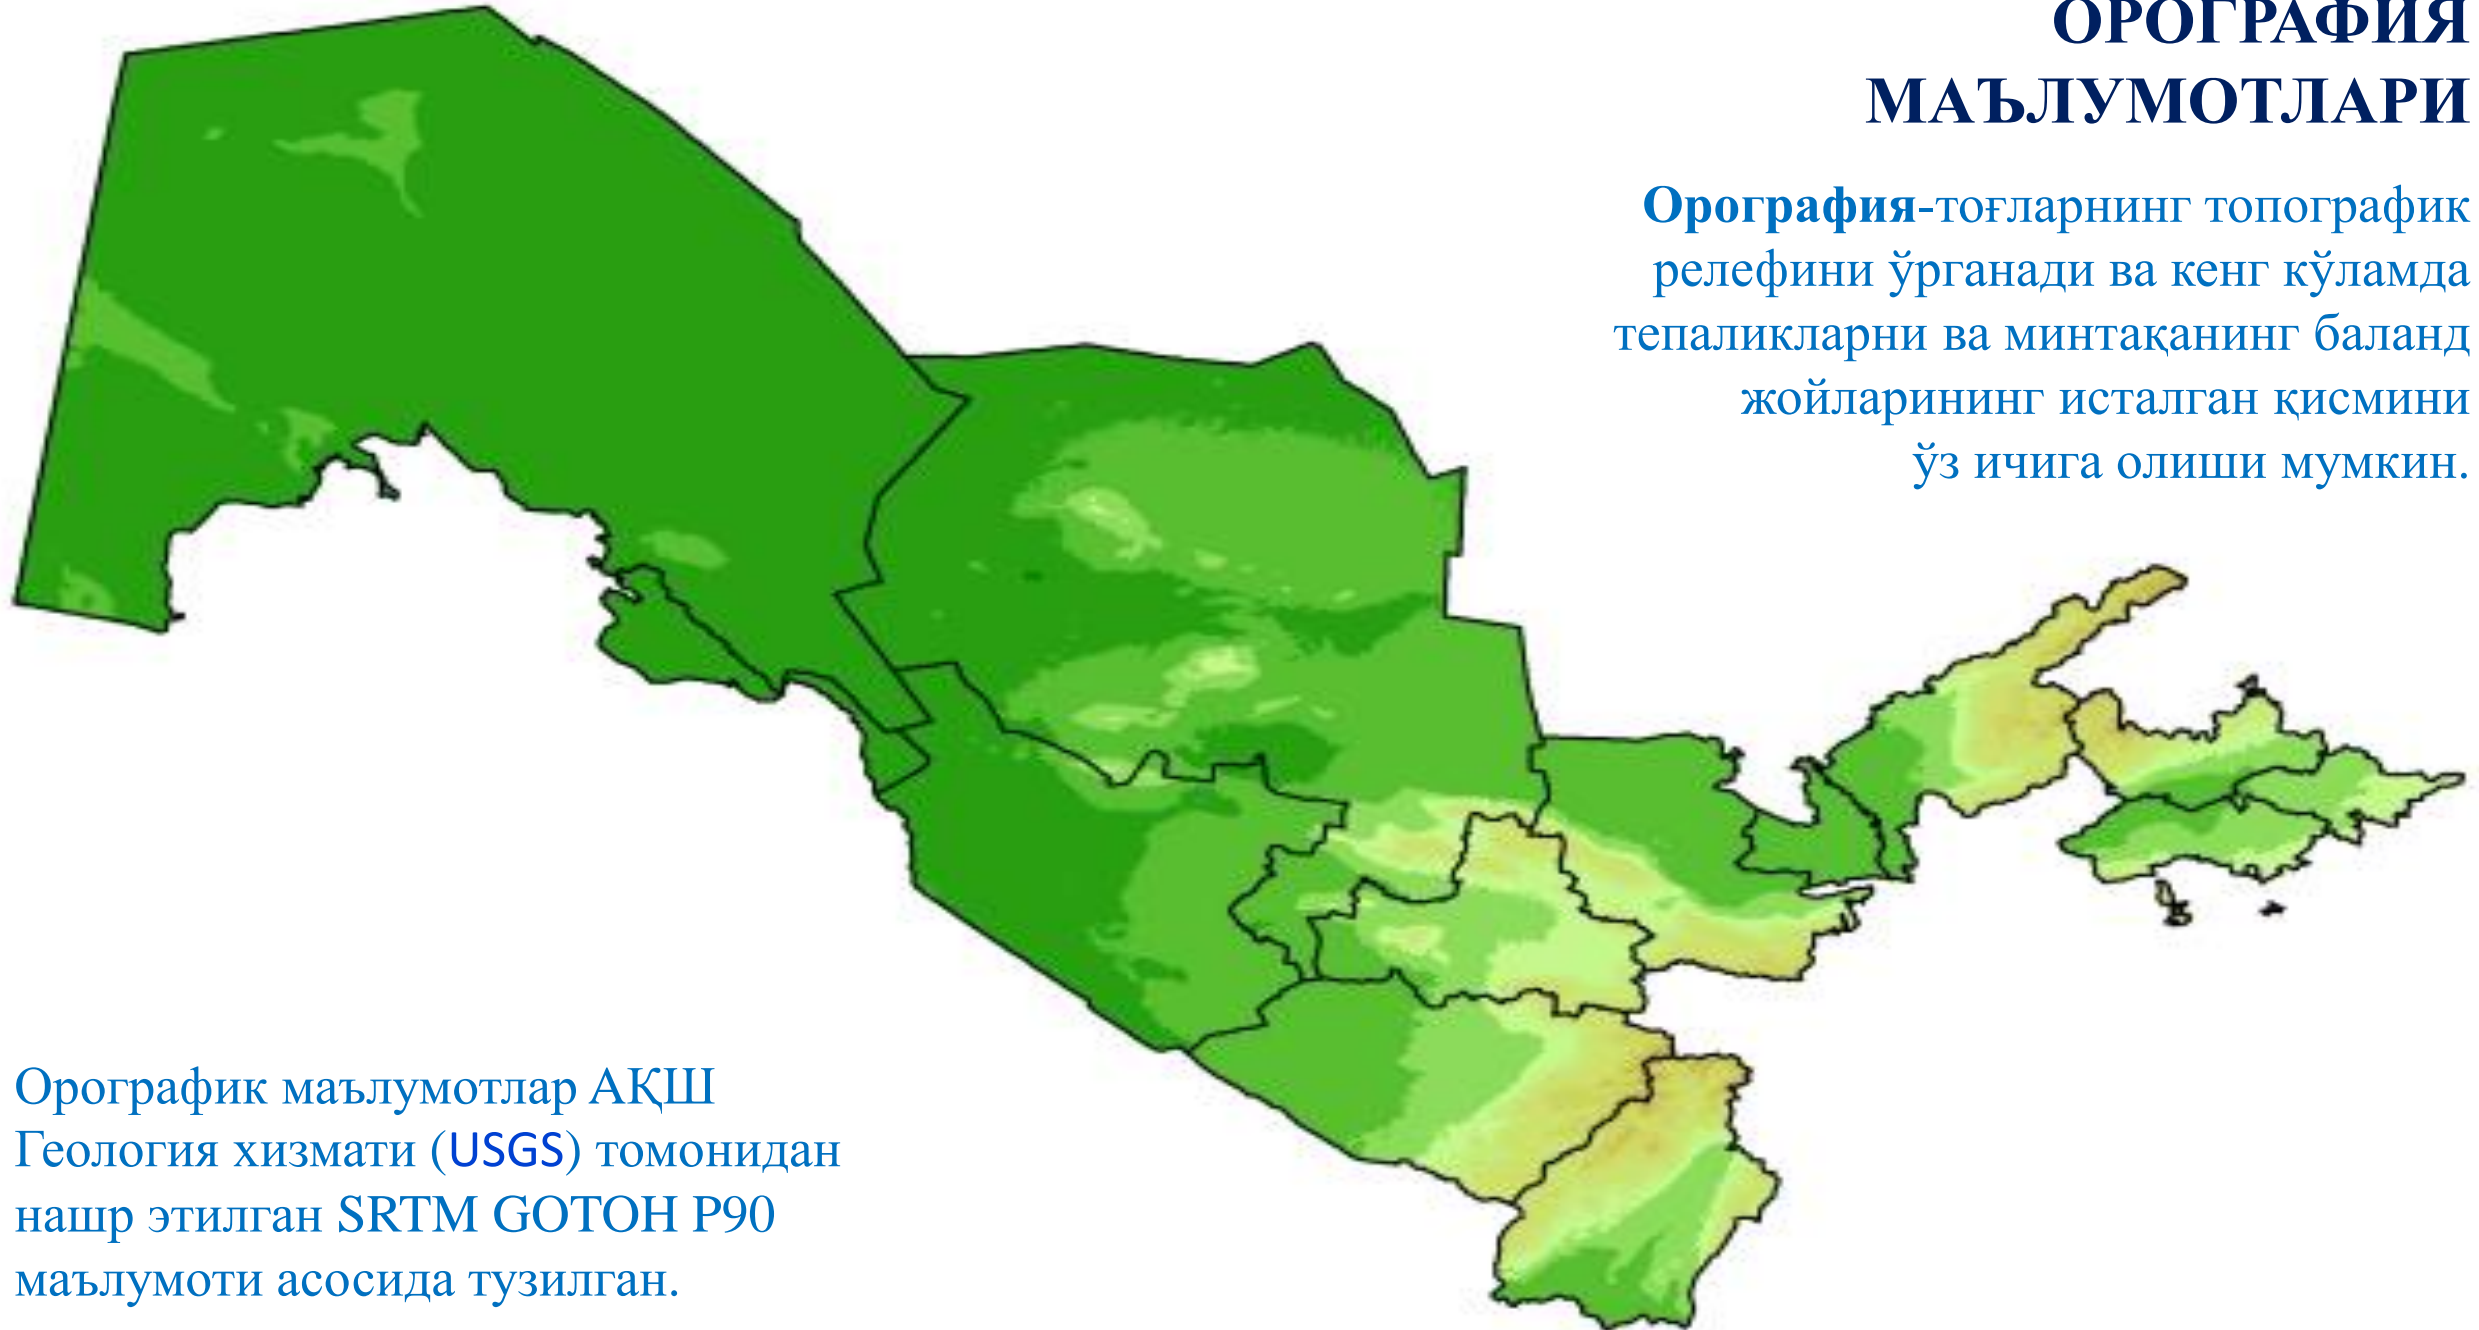 ОРОГРАФИЯ
МАЪЛУМОТЛАРИ
Орография-тоғларнинг топографик
релефини ўрганади ва кенг кўламда
тепаликларни ва минтақанинг баланд
жойларининг исталган қисмини
ўз ичига олиши мумкин.
Орографик маълумотлар АҚШ
Геология хизмати (USGS) томонидан
нашр этилган SRTM GOTOH P90
маълумоти асосида тузилган.